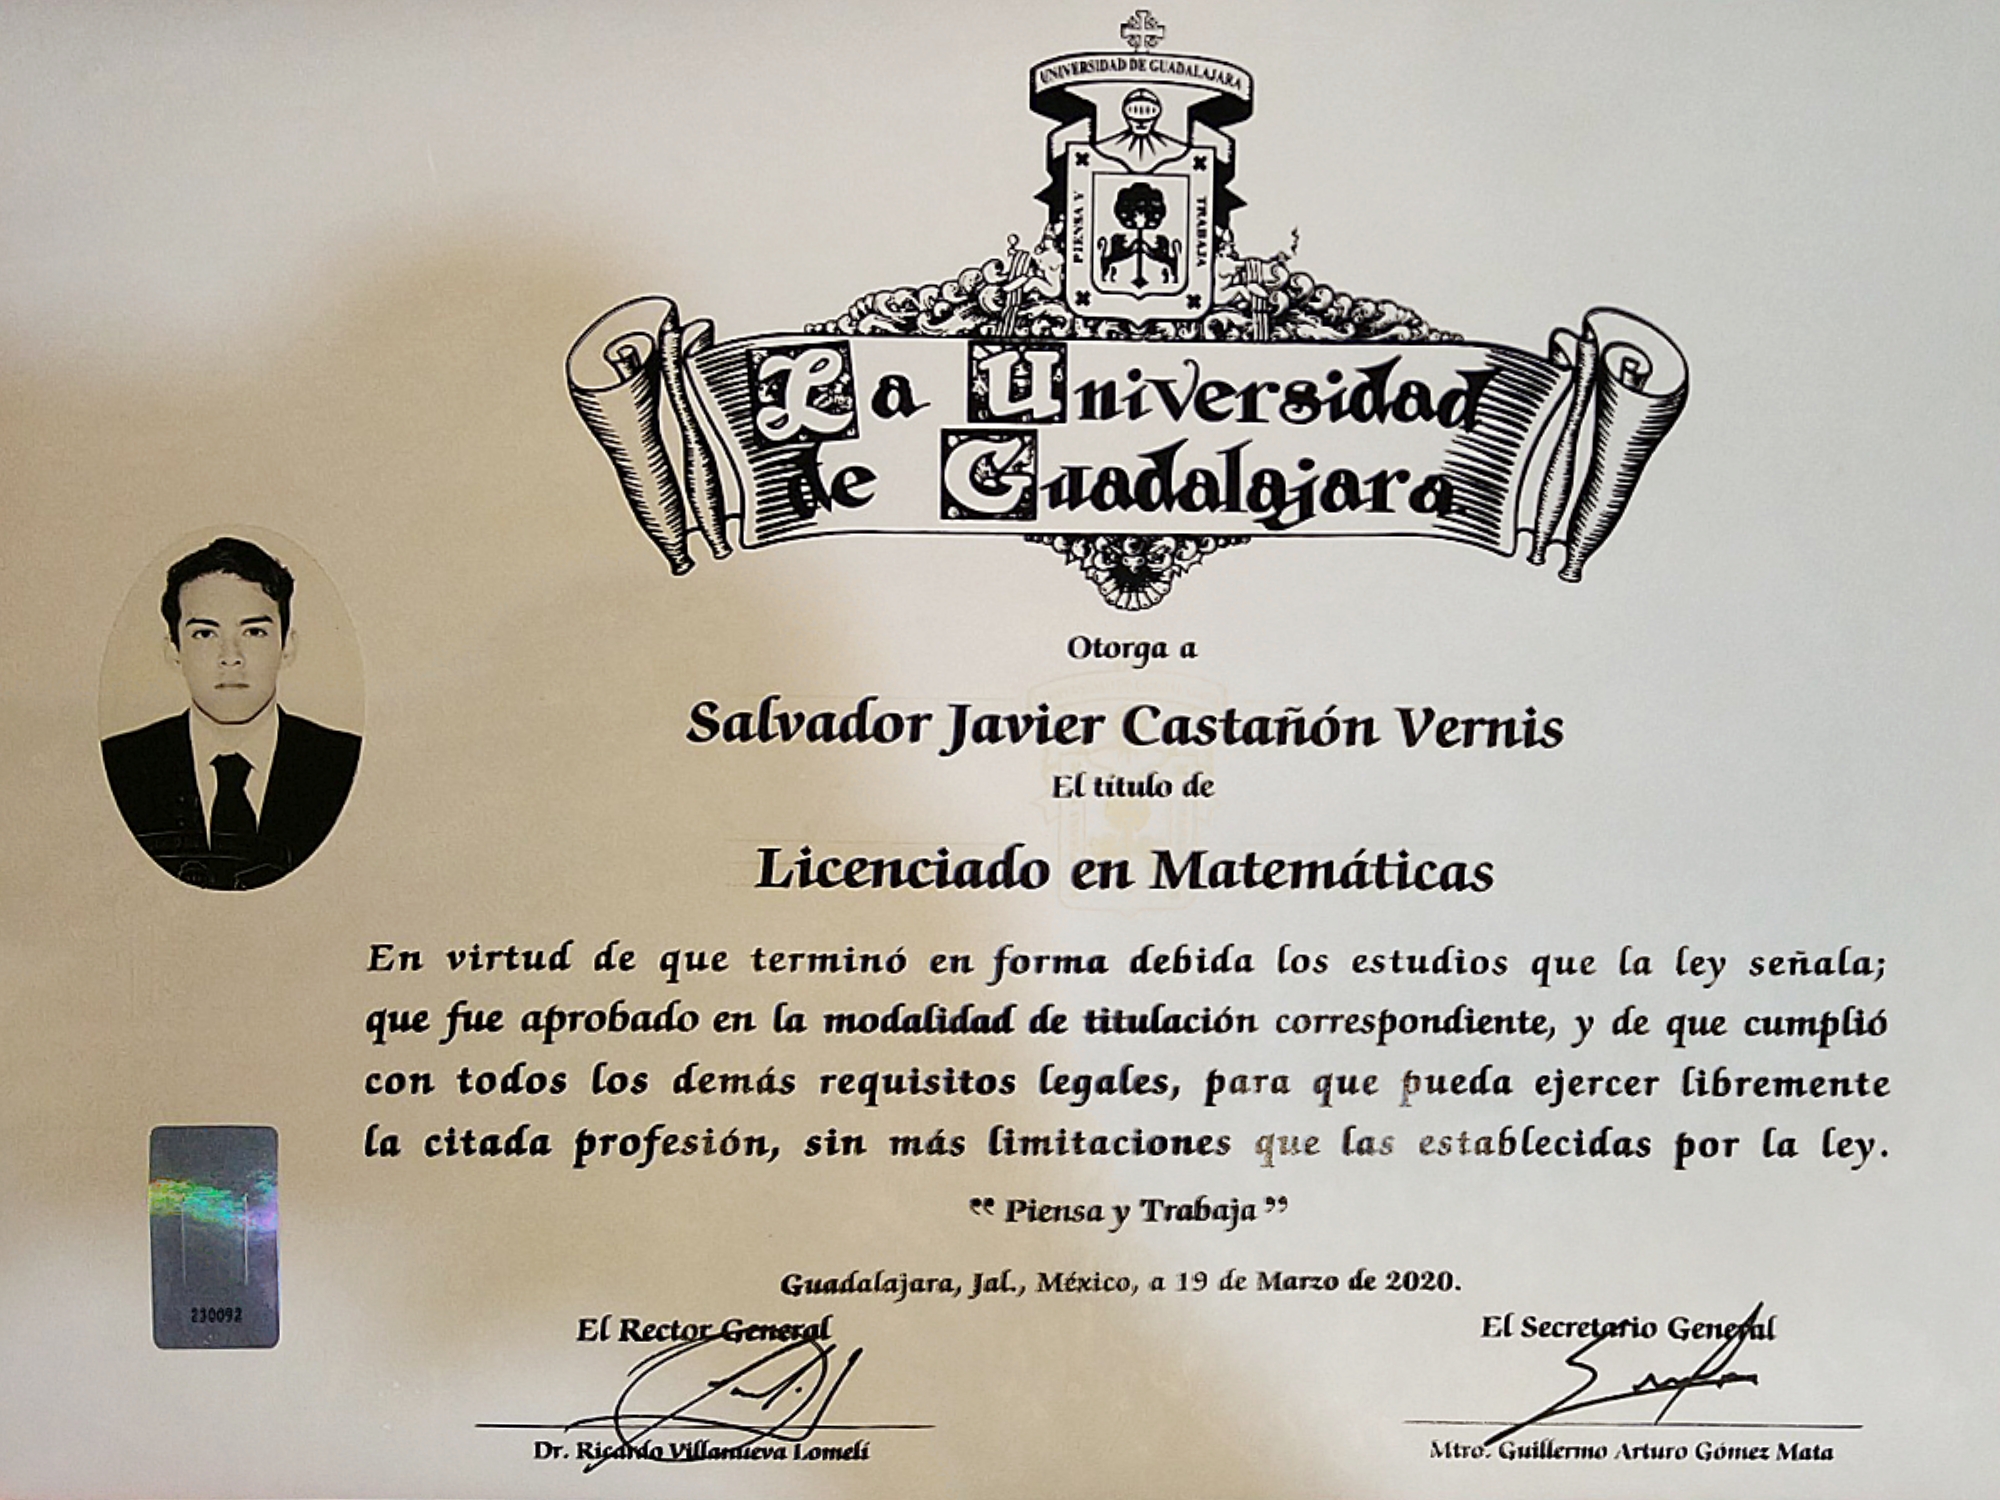 UNIVERSIDAD DE GUADALAJARA
PIENSA Y
TRABAJA
La Universidad
de Guadalajara
Otorga a
Salvador Javier Castañón Vernis
El título de
Licenciado en Matemáticas
En virtud de que terminó en forma debida los estudios que la ley señala;
que fue aprobado en la modalidad de titulación correspondiente, y de que cumplió
con todos los demás requisitos legales, para que pueda ejercer libremente
la citada profesión, sin más limitaciones que las establecidas por la ley.
“ Piensa y Trabaja ”
Guadalajara, Jal., México, a 19 de Marzo de 2020.
El Rector General
El Secretario General
Dr. Ricardo Villanueva Lomelí
Mtro. Guillermo Arturo Gómez Mata
230092